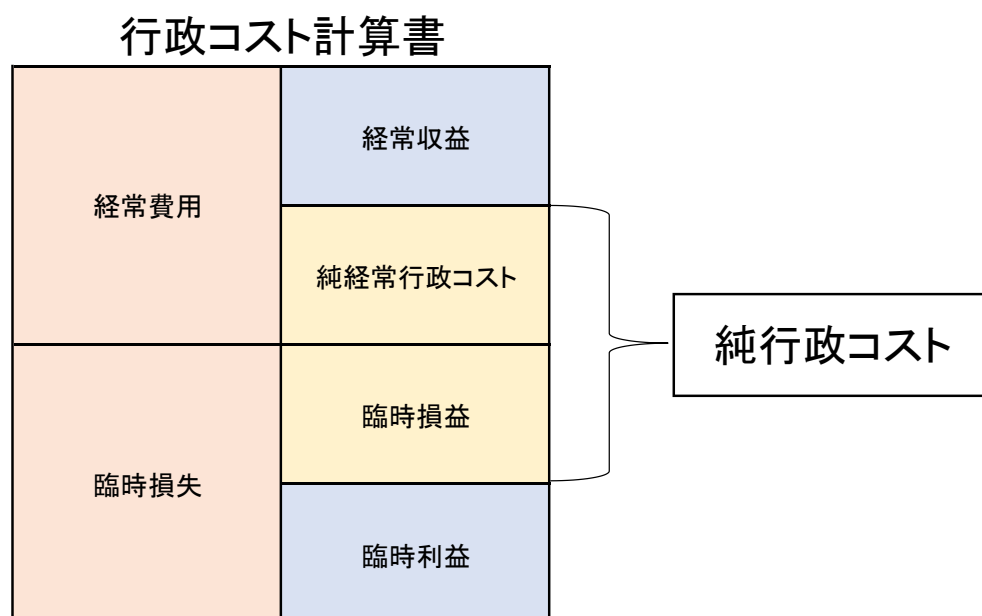 行政コスト計算書
経常費用
経常収益
純経常行政コスト
純行政コスト
臨時損失
臨時損益
臨時利益